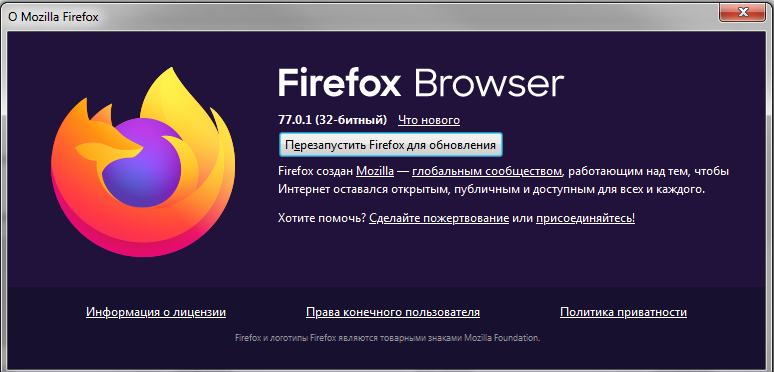 О Mozilla Firefox
Firefox Browser
77.0.1 (32-битный) Что нового
Перезапустить Firefox для обновления
Firefox создан Mozilla — глобальным сообществом, работающим над тем, чтобы
Интернет оставался открытым, публичным и доступным для всех и каждого.
Хотите помочь? Сделайте пожертвование или присоединяйтесь!
Информация о лицензии Права конечного пользователя Политика приватности
Firefox и логотипы Firefox являются товарными знаками Mozilla Foundation.